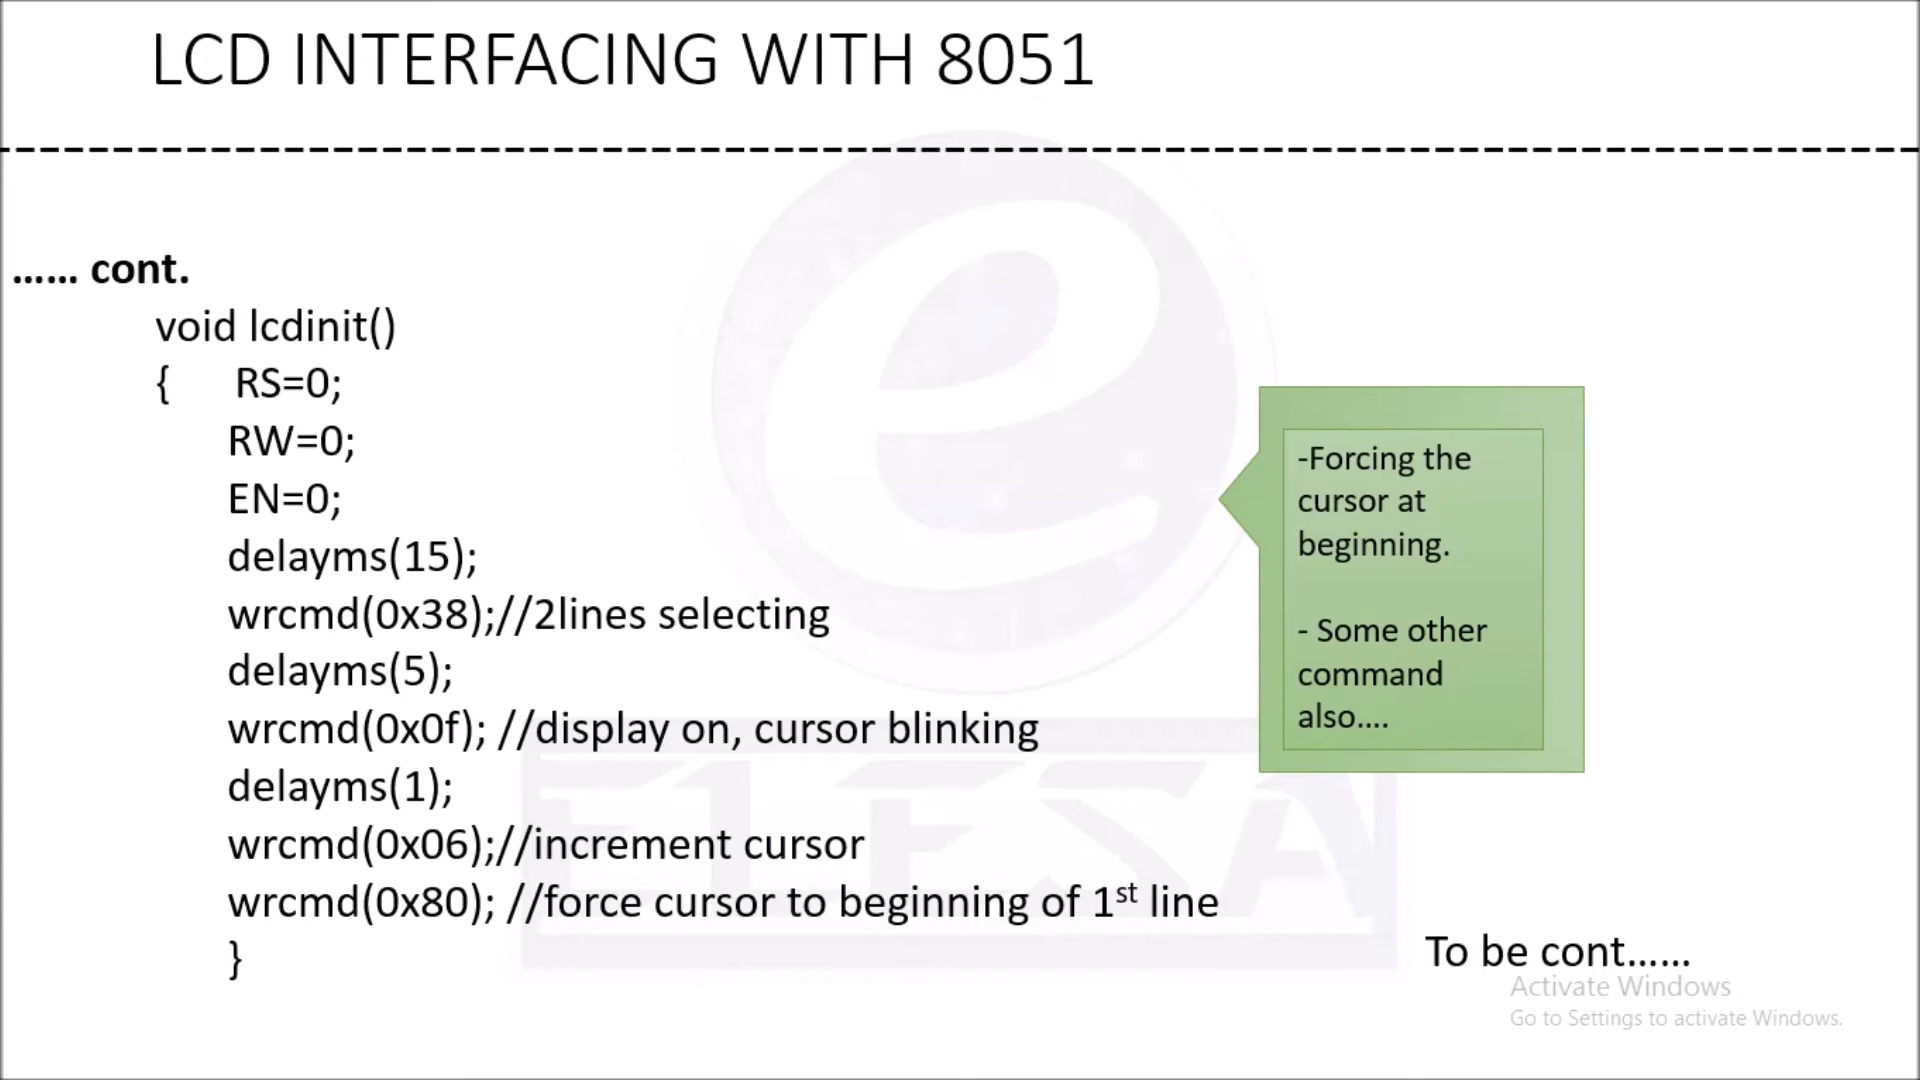 LCD INTERFACING WITH 8051
...... cont.
void lcdinit()
{ RS=0;
RW=0;
EN=0;
delayms(15);
wrcmd(0x38);//2lines selecting
delayms(5);
wrcmd(0x0f); //display on, cursor blinking
delayms(1);
wrcmd(0x06);//increment cursor
wrcmd(0x80); //force cursor to beginning of 1st line
}
-Forcing the
cursor at
beginning.
- Some other
command
also....
To be cont......
Activate Windows
Go to Settings to activate Windows.
ELESA